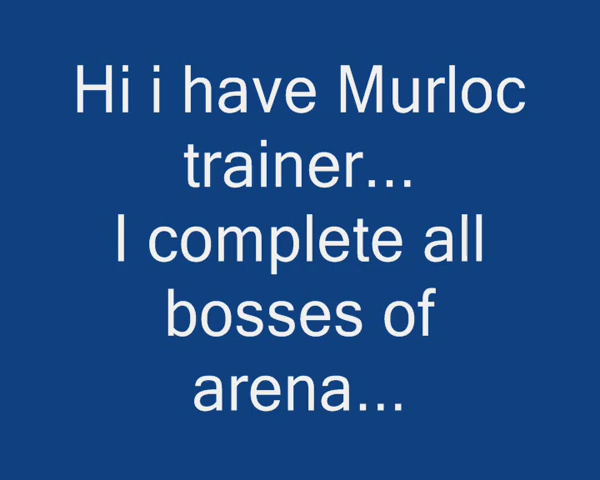 Hi i have Murloc
trainer...
I complete all
bosses of
arena...